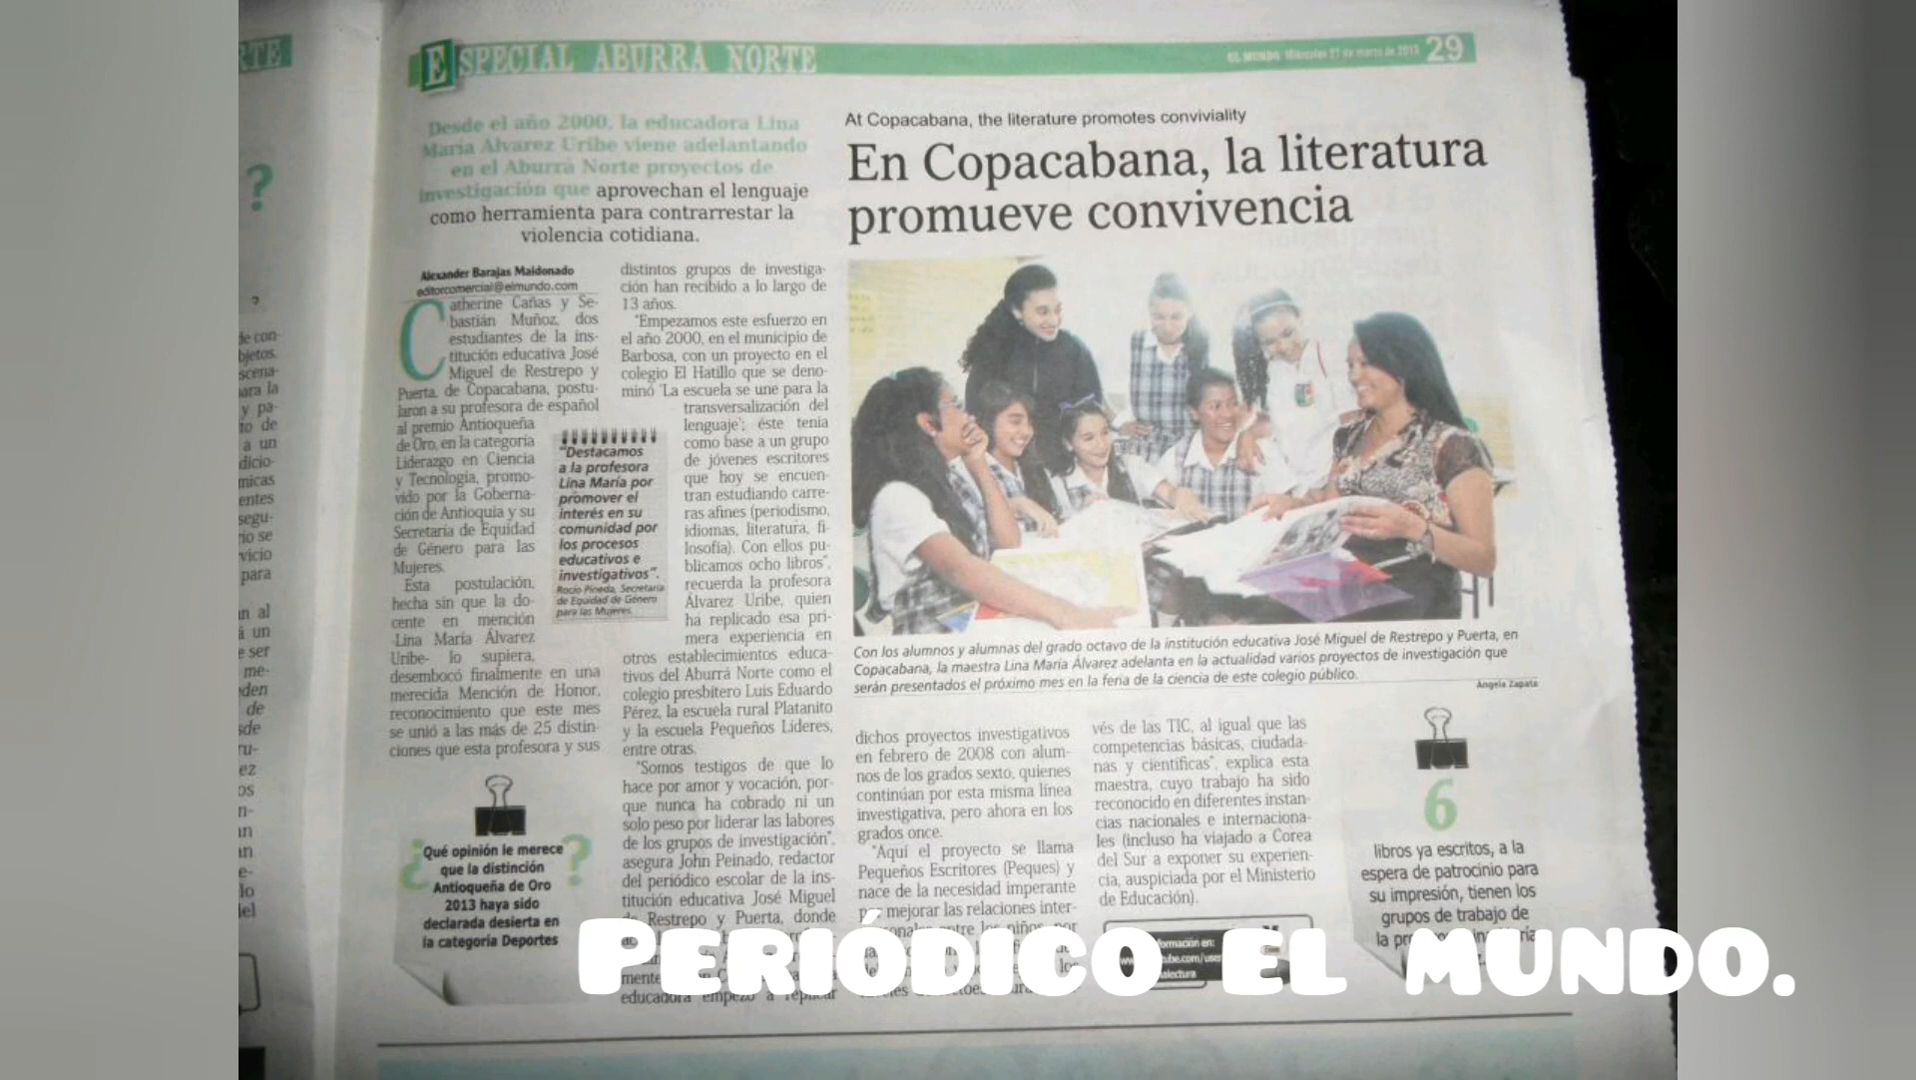 RTE
ESPECIAL ABURRÁ NORTE
EL MUNDO Miércoles 27 de marzo de 2013 29
Desde el año 2000, la educadora Lina
María Álvarez Uribe viene adelantando
en el Aburrá Norte proyectos de
investigación que aprovechan el lenguaje
como herramienta para contrarrestar la
violencia cotidiana.
At Copacabana, the literature promotes conviviality
En Copacabana, la literatura
promueve convivencia
Alexander Barajas Maldonado
editorcomercial@elmundo.com
Catherine Cañas y Se-
bastián Muñoz, dos
estudiantes de la ins-
titución educativa José
Miguel de Restrepo y
Puerta, de Copacabana, postu-
laron a su profesora de español
al premio Antioqueña
de Oro, en la categoría
Liderazgo en Ciencia
y Tecnología, promo-
vido por la Goberna-
ción de Antioquia y su
Secretaría de Equidad
de Género para las
Mujeres.
Esta postulación,
hecha sin que la do-
cente en mención
-Lina María Álvarez
Uribe- lo supiera,
desembocó finalmente en una
merecida Mención de Honor,
reconocimiento que este mes
se unió a las más de 25 distin-
ciones que esta profesora y sus
"Destacamos
a la profesora
Lina María por
promover el
interés en su
comunidad por
los procesos
educativos e
investigativos".
Rocío Pineda, Secretaria
de Equidad de Género
para las Mujeres.
¿Qué opinión le merece
que la distinción
Antioqueña de Oro
2013 haya sido
declarada desierta en
la categoría Deportes?
distintos grupos de investiga-
ción han recibido a lo largo de
13 años.
"Empezamos este esfuerzo en
el año 2000, en el municipio de
Barbosa, con un proyecto en el
colegio El Hatillo que se deno-
minó 'La escuela se une para la
transversalización del
lenguaje'; éste tenía
como base a un grupo
de jóvenes escritores
que hoy se encuen-
tran estudiando carre-
ras afines (periodismo,
idiomas, literatura, fi-
losofía). Con ellos pu-
blicamos ocho libros",
recuerda la profesora
Álvarez Uribe, quien
ha replicado esa pri-
mera experiencia en
otros establecimientos educa-
tivos del Aburrá Norte como el
colegio presbítero Luis Eduardo
Pérez, la escuela rural Platanito
y la escuela Pequeños Líderes,
entre otras.
"Somos testigos de que lo
hace por amor y vocación, por-
que nunca ha cobrado ni un
solo peso por liderar las labores
de los grupos de investigación",
asegura John Peinado, redactor
del periódico escolar de la ins-
titución educativa José Miguel
de Restrepo y Puerta, donde
mente
educadora empezó a replicar
Con los alumnos y alumnas del grado octavo de la institución educativa José Miguel de Restrepo y Puerta, en
Copacabana, la maestra Lina María Álvarez adelanta en la actualidad varios proyectos de investigación que
serán presentados el próximo mes en la feria de la ciencia de este colegio público.
Ángela Zapata
dichos proyectos investigativos
en febrero de 2008 con alum-
nos de los grados sexto, quienes
continúan por esta misma línea
investigativa, pero ahora en los
grados once.
"Aquí el proyecto se llama
Pequeños Escritores (Peques) y
nace de la necesidad imperante
por mejorar las relaciones inter-
entre los niños por
vés de las TIC, al igual que las
competencias básicas, ciudada-
nas y científicas", explica esta
maestra, cuyo trabajo ha sido
reconocido en diferentes instan-
cias nacionales e internaciona-
les (incluso ha viajado a Corea
del Sur a exponer su experien-
cia, auspiciada por el Ministerio
de Educación).
formación en:
6
libros ya escritos, a la
espera de patrocinio para
su impresión, tienen los
grupos de trabajo de
la
PERIÓDICO EL MUNDO.